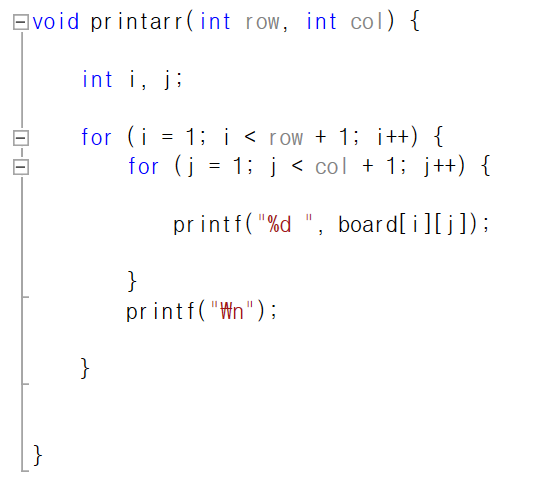 void printarr(int row, int col) {
int i, j;
for (i = 1; i < row + 1; i++) {
for (j = 1; j < col + 1; j++) {
printf("%d ", board[i][j]);
}
printf("₩n");
}
}